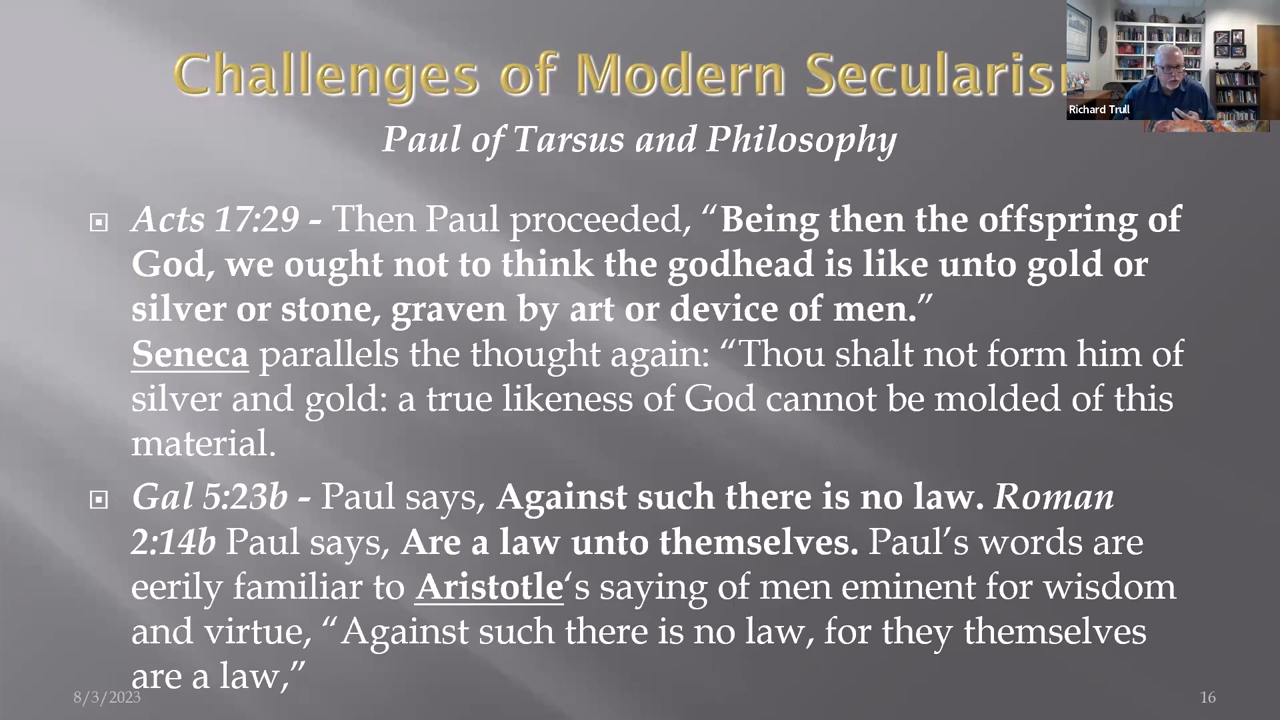 Challenges of Modern Secularis
Richard Trull
Paul of Tarsus and Philosophy
Acts 17:29 - Then Paul proceeded, “Being then the offspring of
God, we ought not to think the godhead is like unto gold or
silver or stone, graven by art or device of men.”
Seneca parallels the thought again: “Thou shalt not form him of
silver and gold: a true likeness of God cannot be molded of this
material.
Gal 5:23b - Paul says, Against such there is no law. Roman
2:14b Paul says, Are a law unto themselves. Paul’s words are
eerily familiar to Aristotle‘s saying of men eminent for wisdom
and virtue, “Against such there is no law, for they themselves
are a law,”
8/3/2023
16